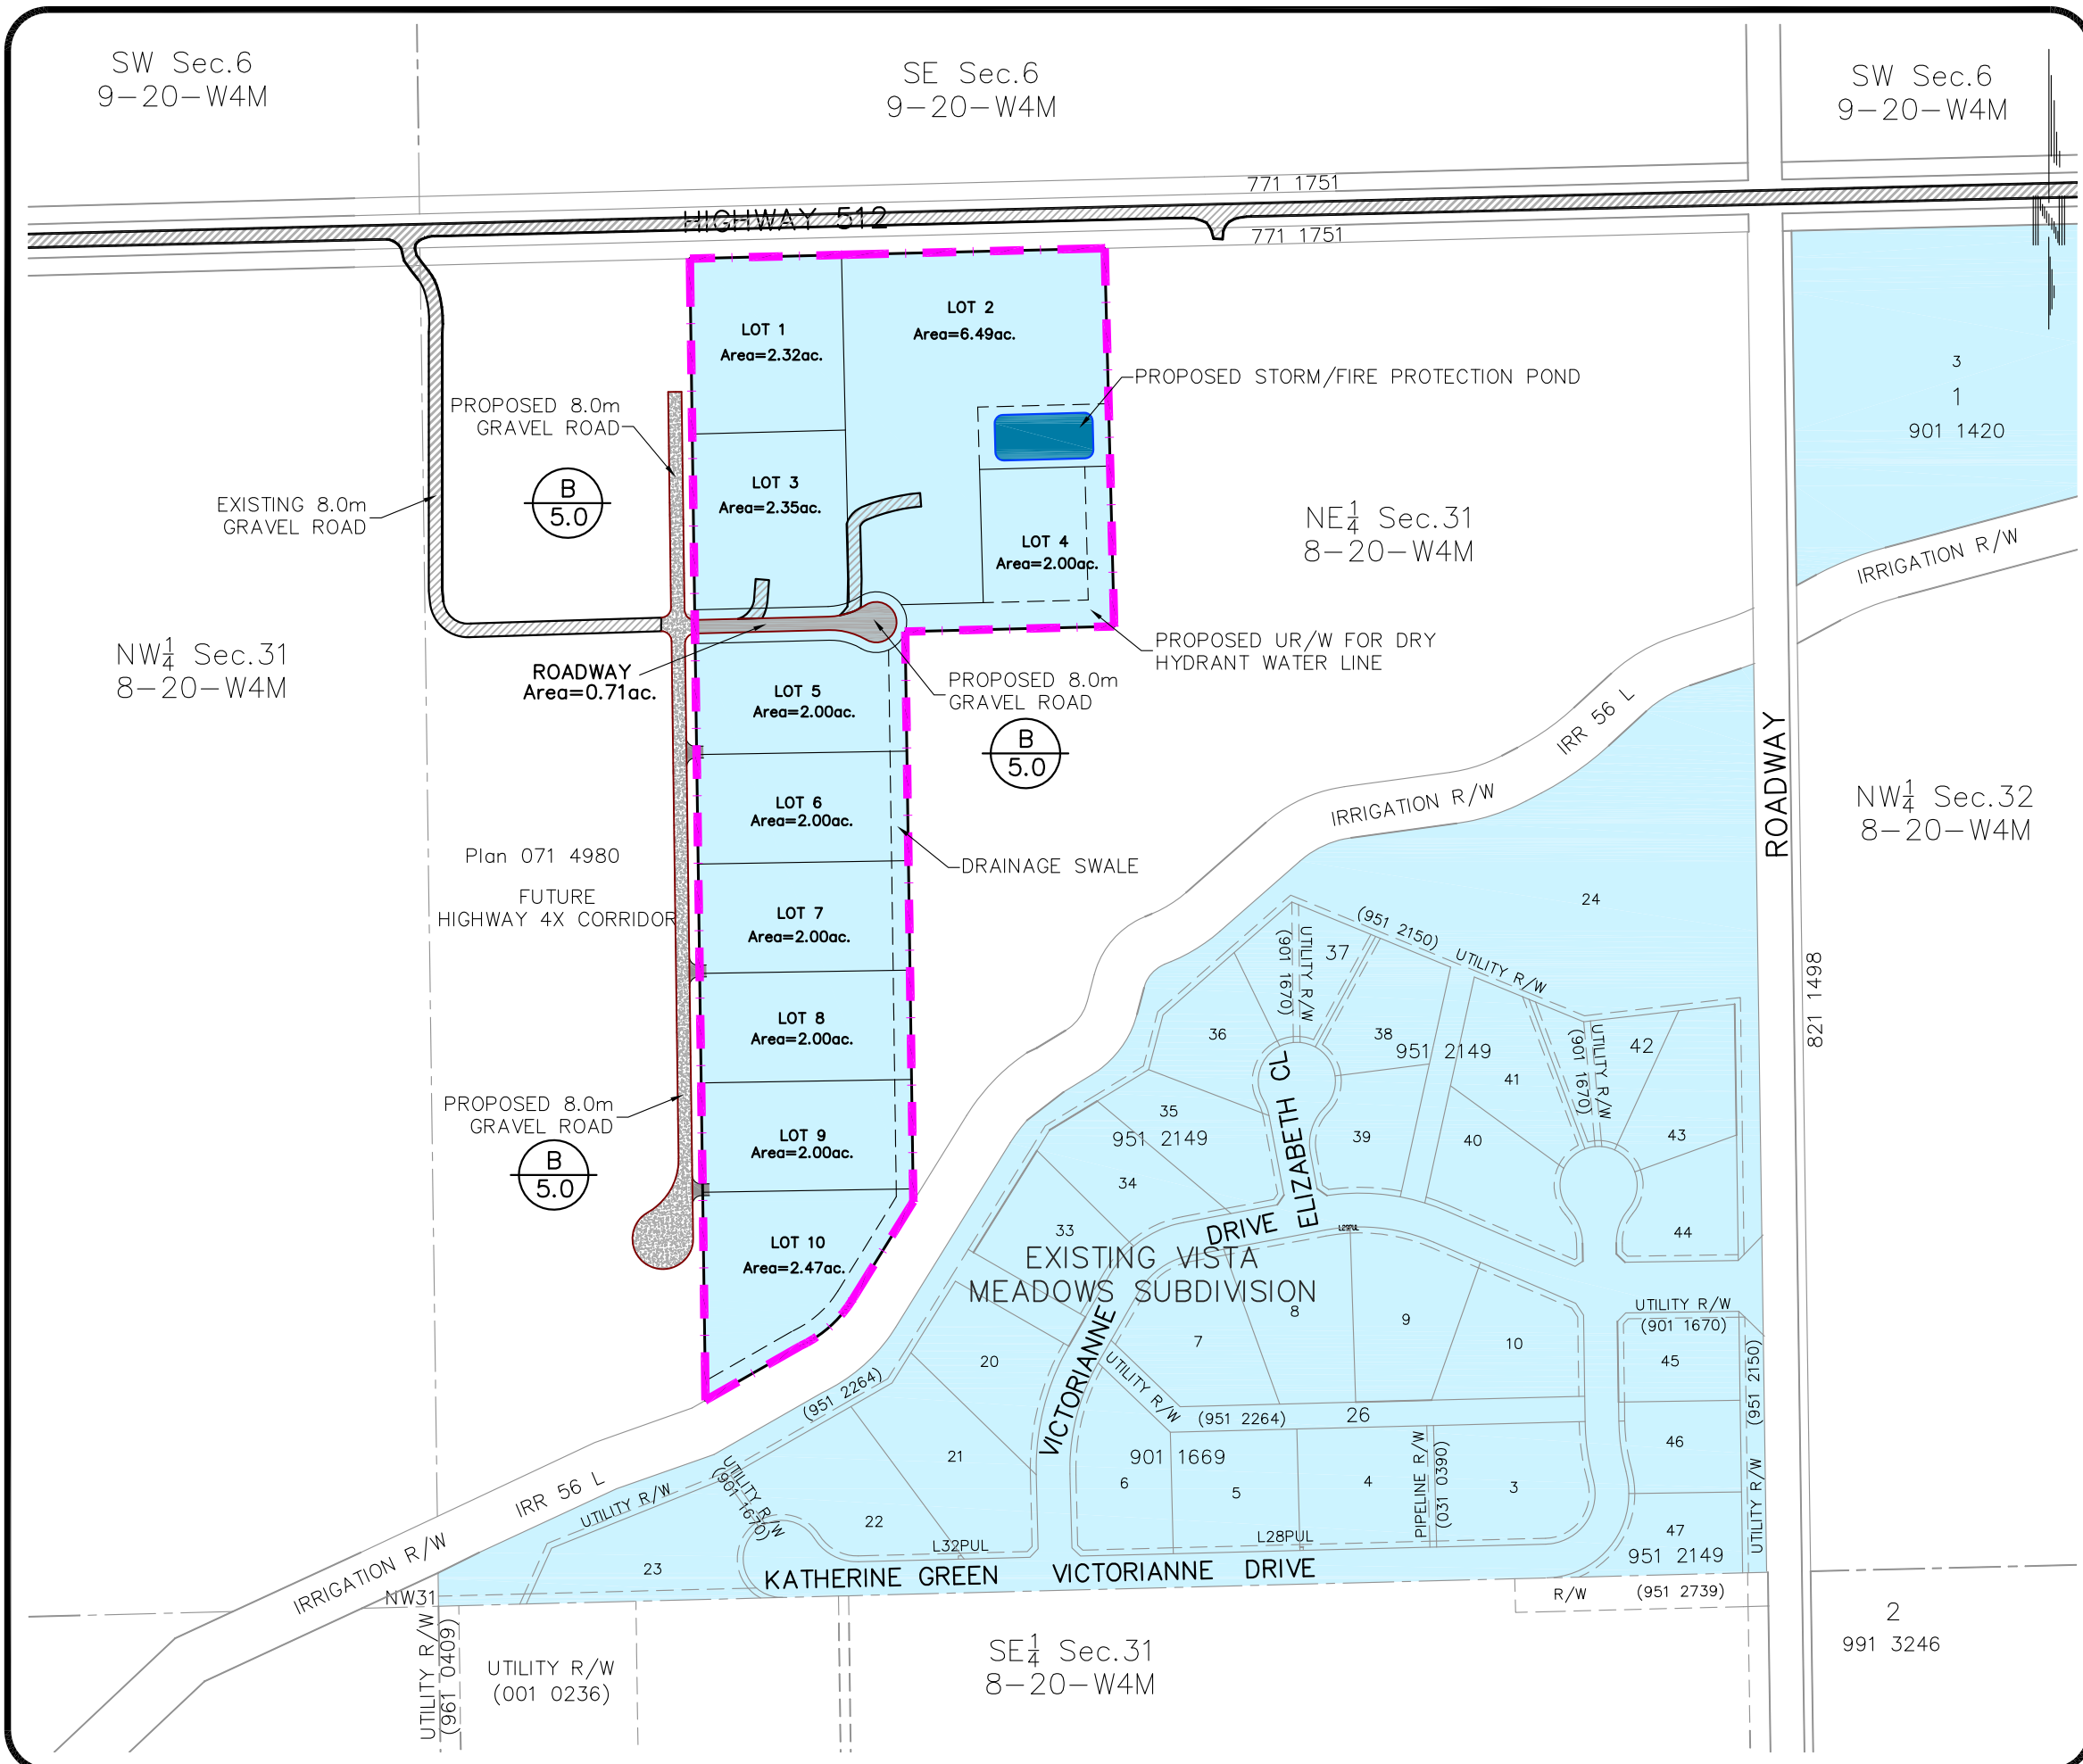 SW Sec.6
9-20-W4M
SE Sec.6
9-20-W4M
SW Sec.6
9-20-W4M
771 1751
HIGHWAY 512
771 1751
LOT 1
Area=2.32ac.
LOT 2
Area=6.49ac.
PROPOSED STORM/FIRE PROTECTION POND
3
1
901 1420
PROPOSED 8.0m
GRAVEL ROAD
B
5.0
EXISTING 8.0m
GRAVEL ROAD
LOT 3
Area=2.35ac.
LOT 4
Area=2.00ac.
NE1/4 Sec.31
8-20-W4M
IRRIGATION R/W
NW1/4 Sec.31
8-20-W4M
ROADWAY
Area=0.71ac.
PROPOSED UR/W FOR DRY
HYDRANT WATER LINE
PROPOSED 8.0m
GRAVEL ROAD
B
5.0
LOT 5
Area=2.00ac.
IRR 56 L
IRRIGATION R/W
ROADWAY
821 1498
NW1/4 Sec.32
8-20-W4M
LOT 6
Area=2.00ac.
DRAINAGE SWALE
Plan 071 4980
FUTURE
HIGHWAY 4X CORRIDOR
LOT 7
Area=2.00ac.
LOT 8
Area=2.00ac.
PROPOSED 8.0m
GRAVEL ROAD
B
5.0
LOT 9
Area=2.00ac.
LOT 10
Area=2.47ac.
24
(951 2150)
UTILITY R/W
UTILITY R/W
(901 1670)
37
36
38
951 2149
41
UTILITY R/W
(901 1670)
42
43
35
951 2149
39
40
34
ELIZABETH CL
33
DRIVE
L29PUL
44
EXISTING VISTA
MEADOWS SUBDIVISION
VICTORIANNE
7
8
9
10
UTILITY R/W
(901 1670)
45
(951 2150)
UTILITY R/W
20
UTILITY R/W
(951 2264)
26
(951 2264)
21
901 1669
6
5
4
PIPELINE R/W
(031 0390)
3
46
47
951 2149
UTILITY R/W
(901 1670)
22
L32PUL
L28PUL
IRR 56 L
UTILITY R/W
23
KATHERINE GREEN
VICTORIANNE DRIVE
IRRIGATION R/W
NW31
R/W
(951 2739)
2
991 3246
UTILITY R/W
(961 0409)
UTILITY R/W
(001 0236)
SE1/4 Sec.31
8-20-W4M